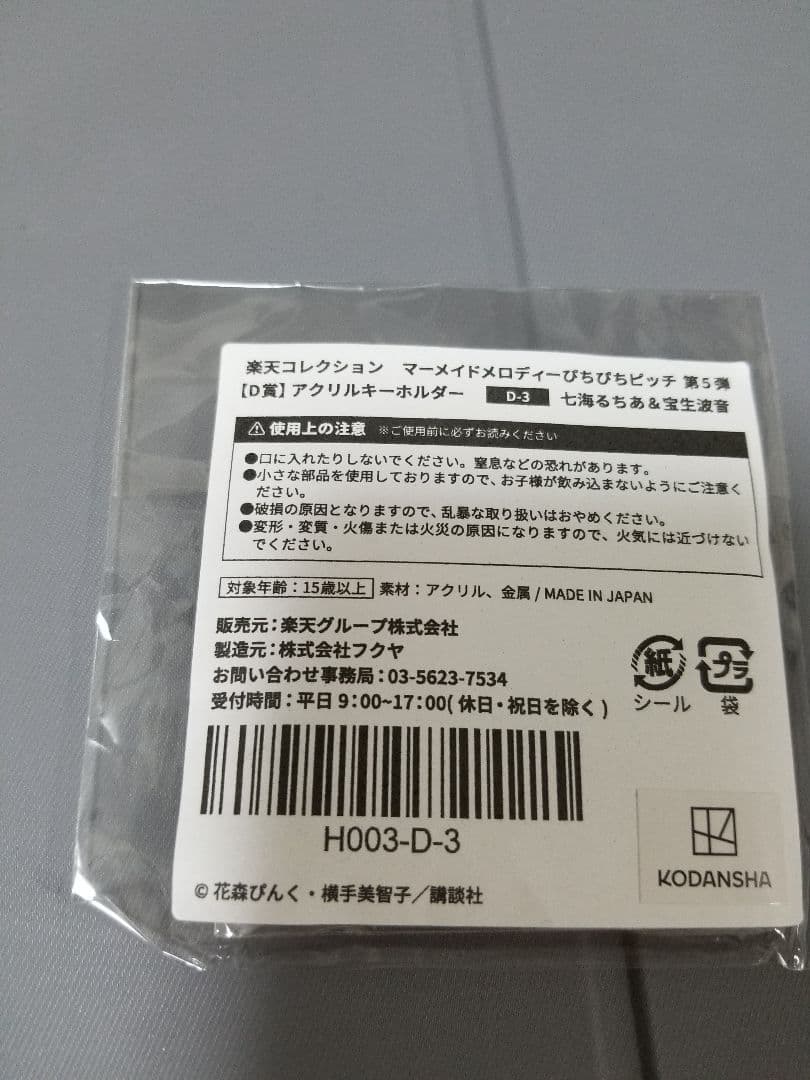 楽天コレクション マーメイドメロディーぴちぴちピッチ 第5弾
【D賞】アクリルキーホルダー D-3 七海るちあ&宝生波音
⚠使用上の注意 ※ご使用前に必ずお読みください
●口に入れたりしないでください。窒息などの恐れがあります。
●小さな部品を使用しておりますので、お子様が飲み込まないようにご注意く
ださい。
●破損の原因となりますので、乱暴な取り扱いはおやめください。
●変形・変質・火傷または火災の原因になりますので、火気には近づけない
でください。
対象年齢：15歳以上 素材：アクリル、金属 / MADE IN JAPAN
販売元：楽天グループ株式会社
製造元：株式会社フクヤ
お問い合わせ事務局：03-5623-7534
受付時間：平日 9：00~17：00( 休日・祝日を除く )
紙 プラ
シール 袋
H003-D-3
KODANSHA
© 花森ぴんく・横手美智子／講談社